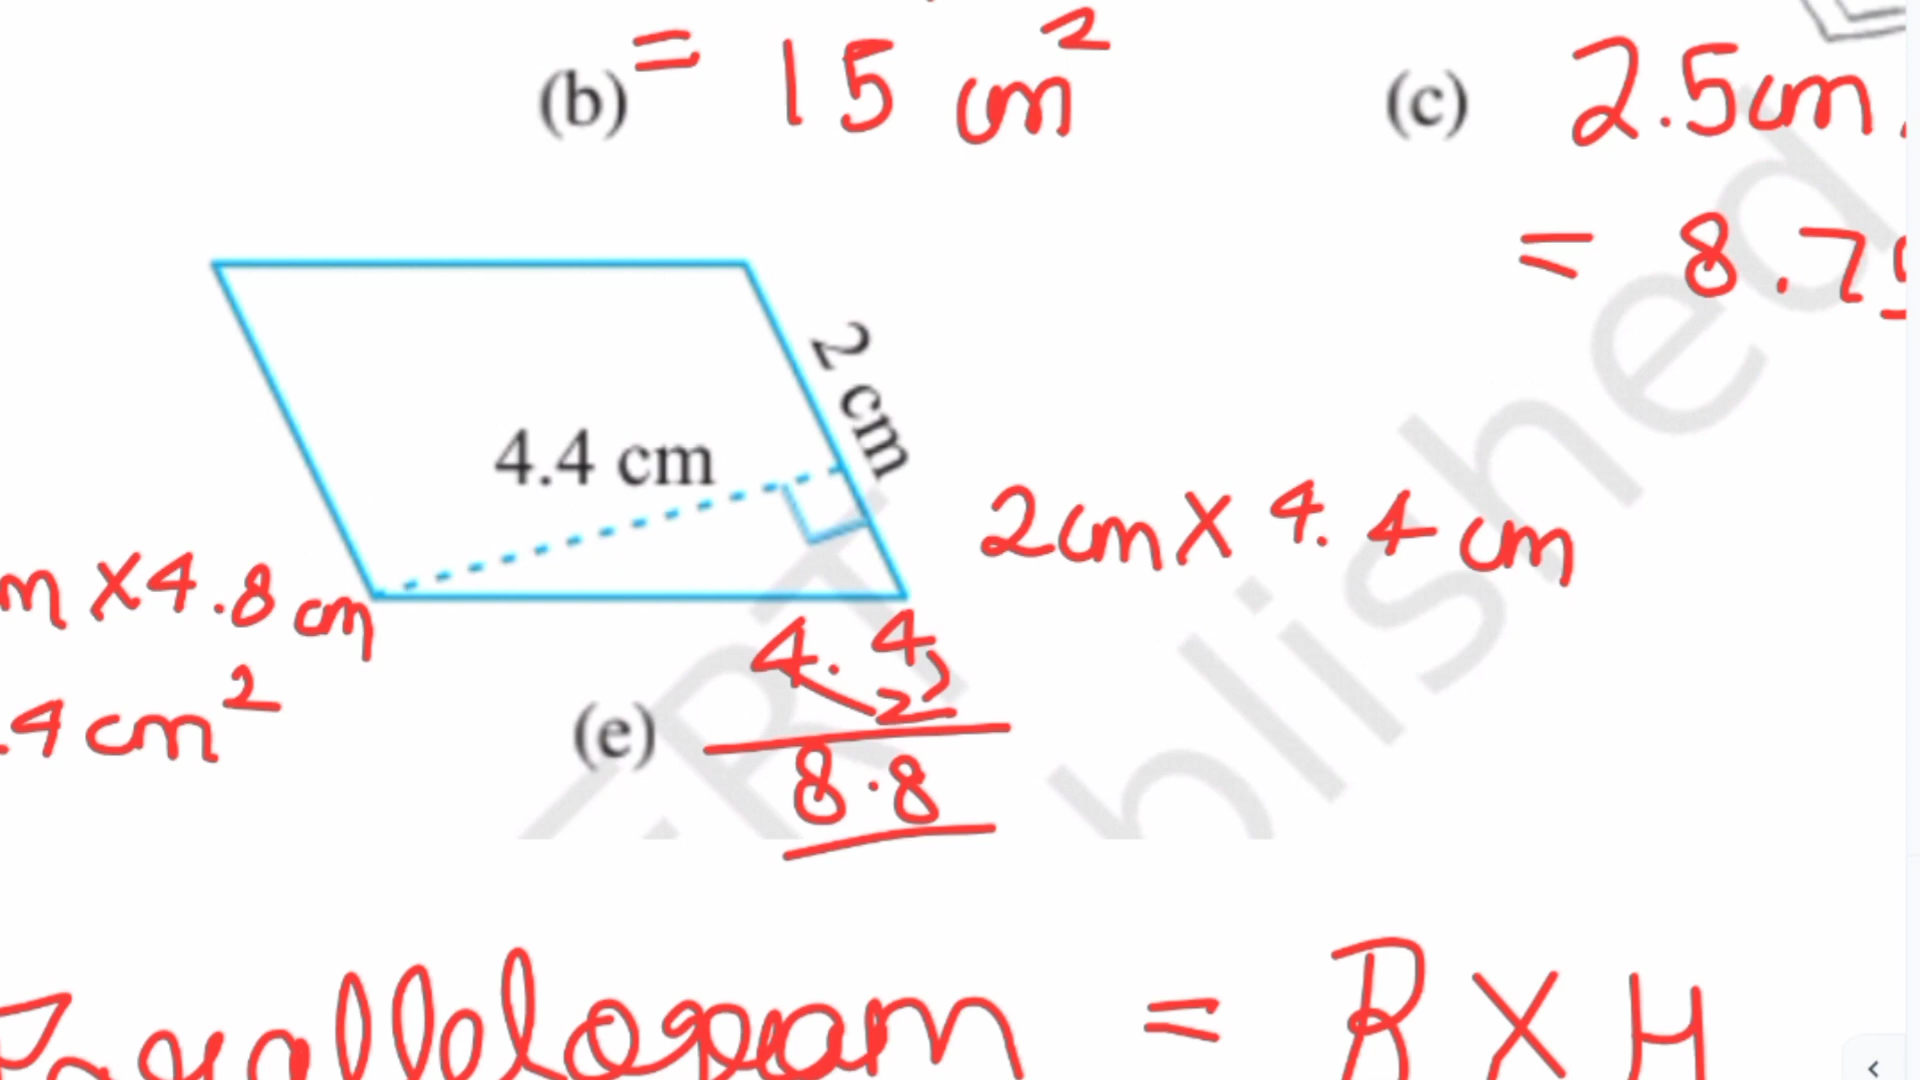 (b) = 15 cm²
(c) 2.5cm
= 8.75
2 cm
4.4 cm
2cm X 4.4 cm
m X4.8 cm
.4 cm²
4.4
2
(e)
8.8
Parallelogram = B X H
blished